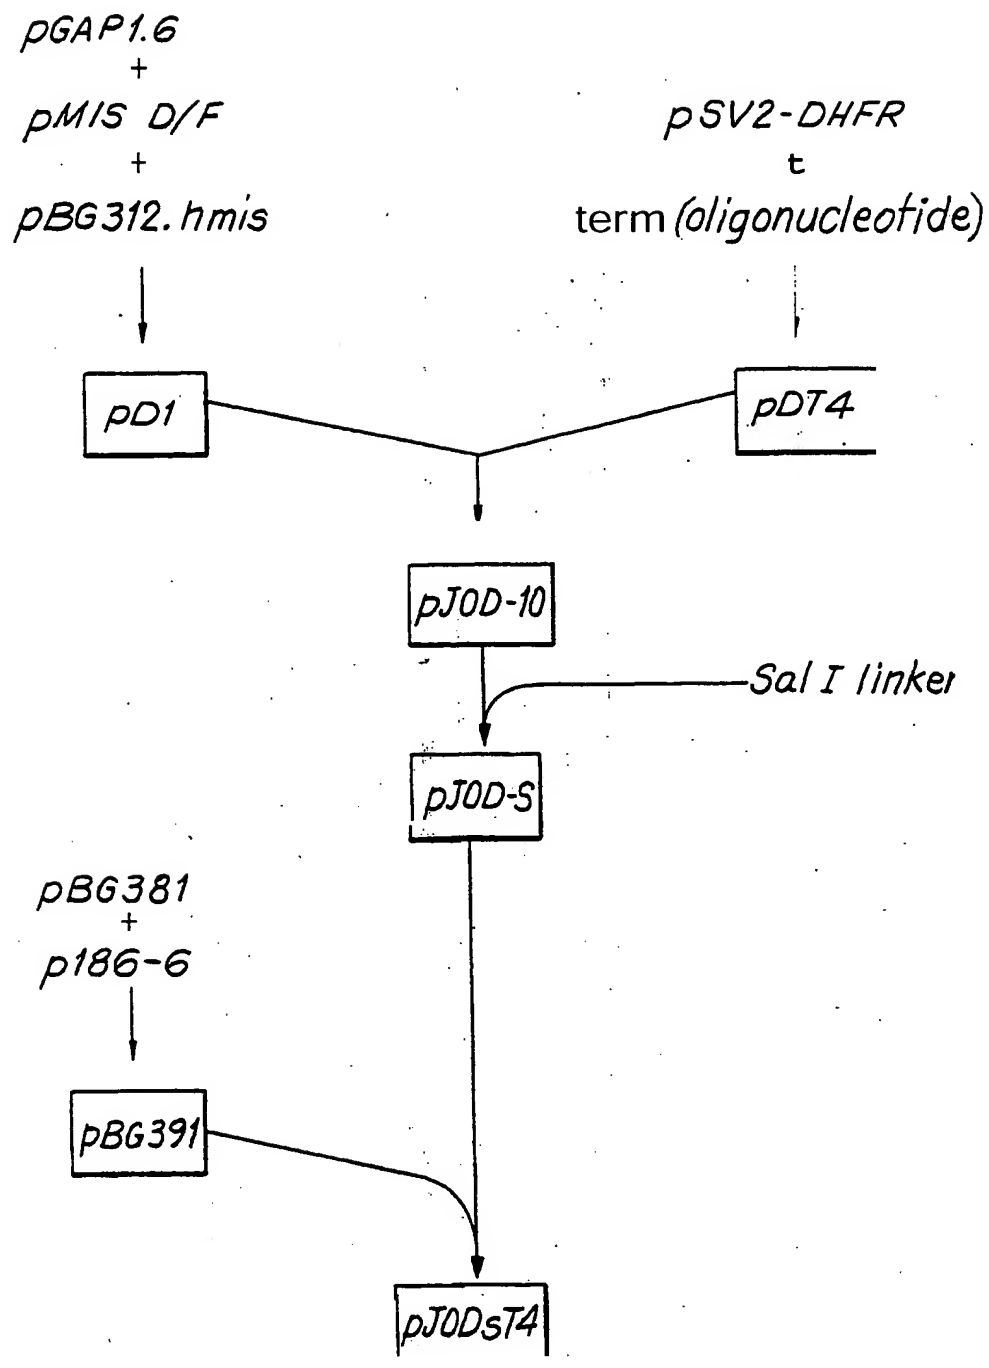 pGAP1.6
+
pMIS D/F
+
pBG312.hmis
pSV2-DHFR
t
term (oligonucleotide)
pD1
pDT4
pJOD-10
Sal I linker
pJOD-S
pBG381
+
p186-6
pBG391
pJODsT4